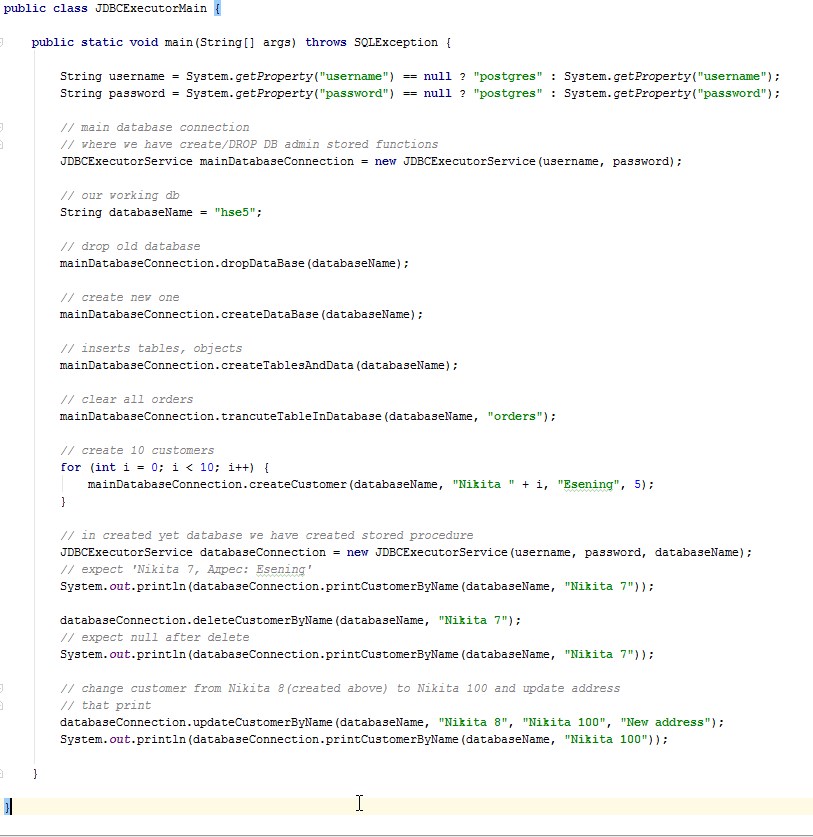 public class JDBCExecutorMain {
public static void main(String[] args) throws SQLException {
String username = System.getProperty("username") == null ? "postgres" : System.getProperty("username");
String password = System.getProperty("password") == null ? "postgres" : System.getProperty("password");
// main database connection
// where we have create/DROP DB admin stored functions
JDBCExecutorService mainDatabaseConnection = new JDBCExecutorService(username, password);
// our working db
String databaseName = "hse5";
// drop old database
mainDatabaseConnection.dropDataBase(databaseName);
// create new one
mainDatabaseConnection.createDataBase(databaseName);
// inserts tables, objects
mainDatabaseConnection.createTablesAndData(databaseName);
// clear all orders
mainDatabaseConnection.trancuteTableInDatabase(databaseName, "orders");
// create 10 customers
for (int i = 0; i < 10; i++) {
mainDatabaseConnection.createCustomer(databaseName, "Nikita " + i, "Esening", 5);
}
// in created yet database we have created stored procedure
JDBCExecutorService databaseConnection = new JDBCExecutorService(username, password, databaseName);
// expect 'Nikita 7, Адрес: Esening'
System.out.println(databaseConnection.printCustomerByName(databaseName, "Nikita 7"));
databaseConnection.deleteCustomerByName(databaseName, "Nikita 7");
// expect null after delete
System.out.println(databaseConnection.printCustomerByName(databaseName, "Nikita 7"));
// change customer from Nikita 8(created above) to Nikita 100 and update address
// that print
databaseConnection.updateCustomerByName(databaseName, "Nikita 8", "Nikita 100", "New address");
System.out.println(databaseConnection.printCustomerByName(databaseName, "Nikita 100"));
}
}